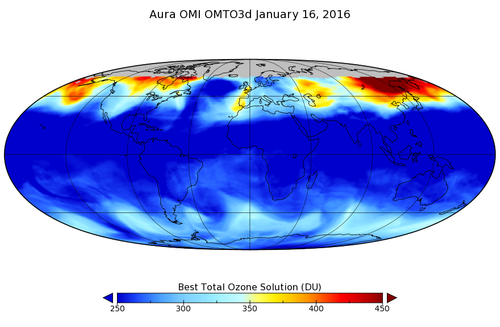 Aura OMI OMTO3d January 16, 2016
Best Total Ozone Solution (DU)
250 300 350 400 450